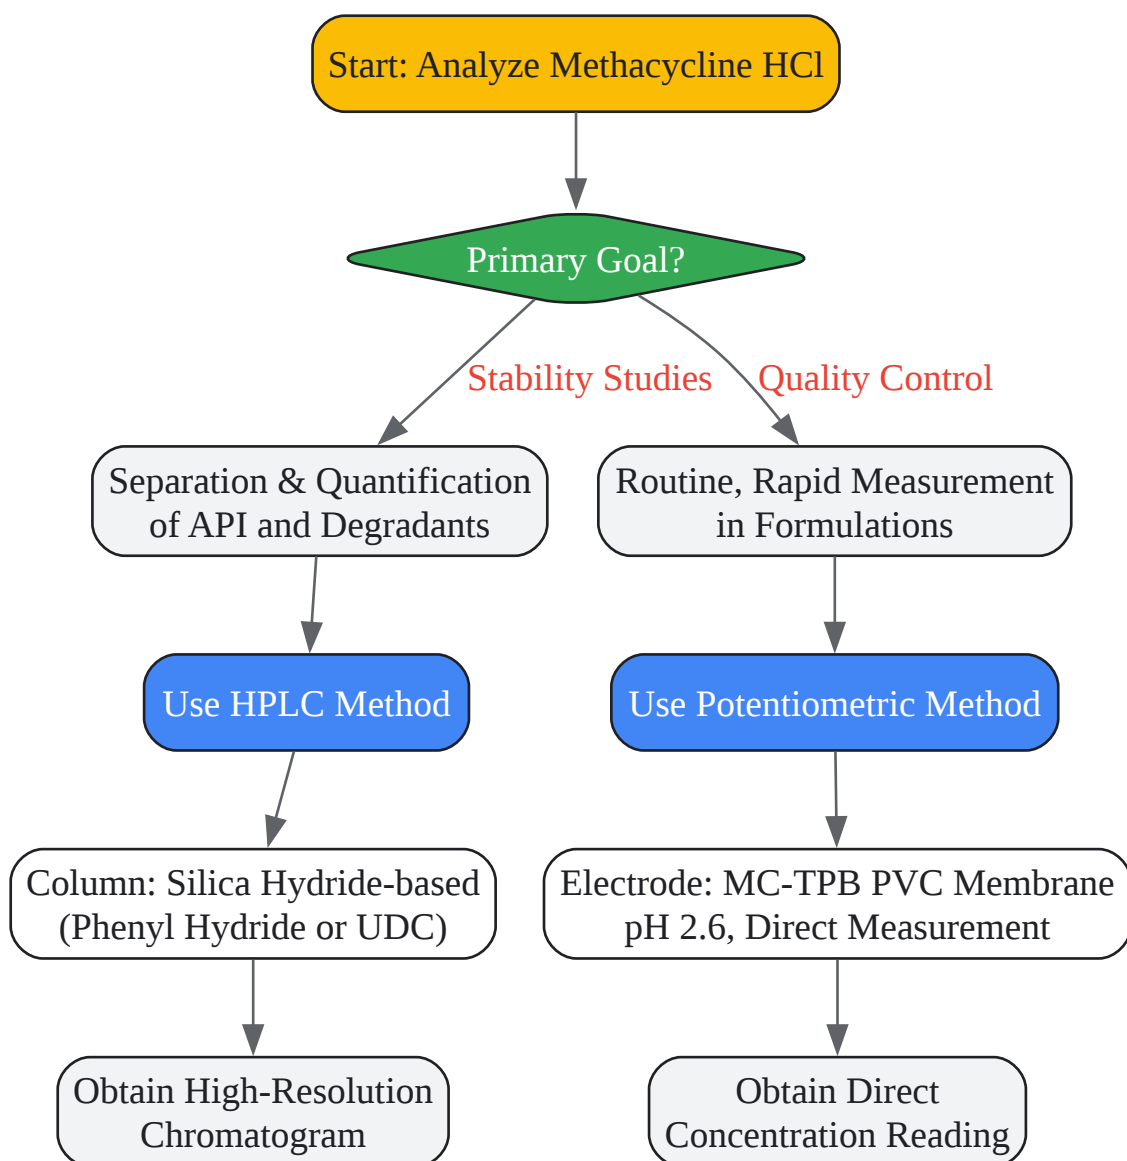 Start: Analyze Methacycline HCl
Primary Goal?
Stability Studies
Quality Control
Separation & Quantification
of API and Degradants
Routine, Rapid Measurement
in Formulations
Use HPLC Method
Use Potentiometric Method
Column: Silica Hydride-based
(Phenyl Hydride or UDC)
Electrode: MC-TPB PVC Membrane
pH 2.6, Direct Measurement
Obtain High-Resolution
Chromatogram
Obtain Direct
Concentration Reading